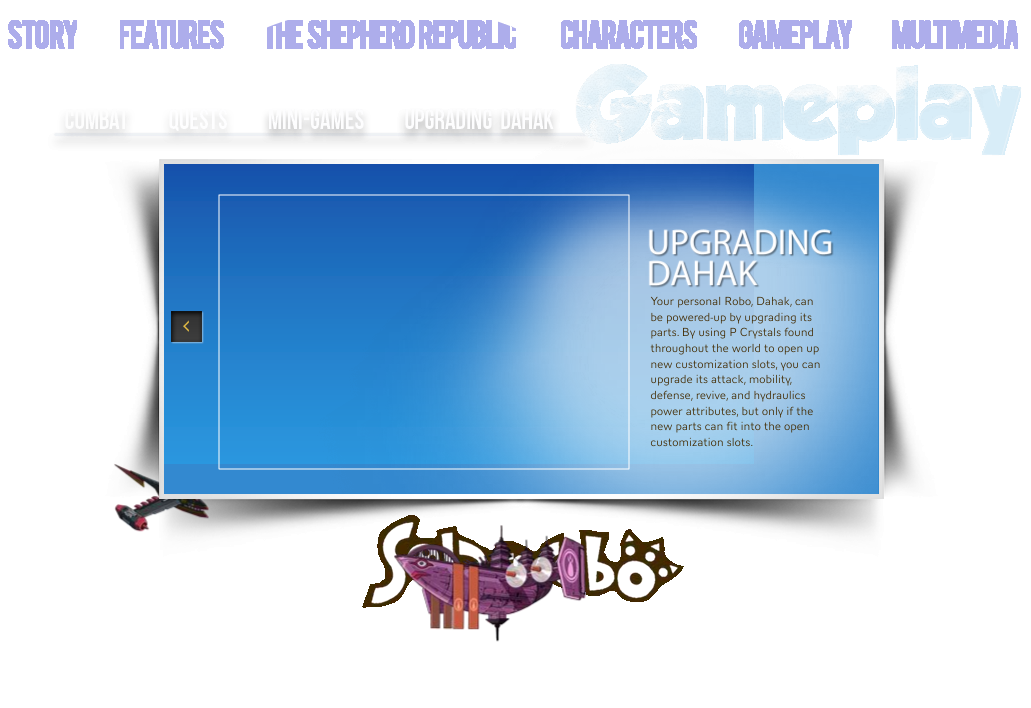 STORY FEATURES THE SHEPHERD REPUBLIC CHARACTERS GAMEPLAY MULTIMEDIA
Gameplay
COMBAT QUESTS MINI-GAMES UPGRADING DAHAK
UPGRADING
DAHAK
Your personal Robo, Dahak, can
be powered-up by upgrading its
parts. By using P Crystals found
throughout the world to open up
new customization slots, you can
upgrade its attack, mobility,
defense, revive, and hydraulics
power attributes, but only if the
new parts can fit into the open
customization slots.